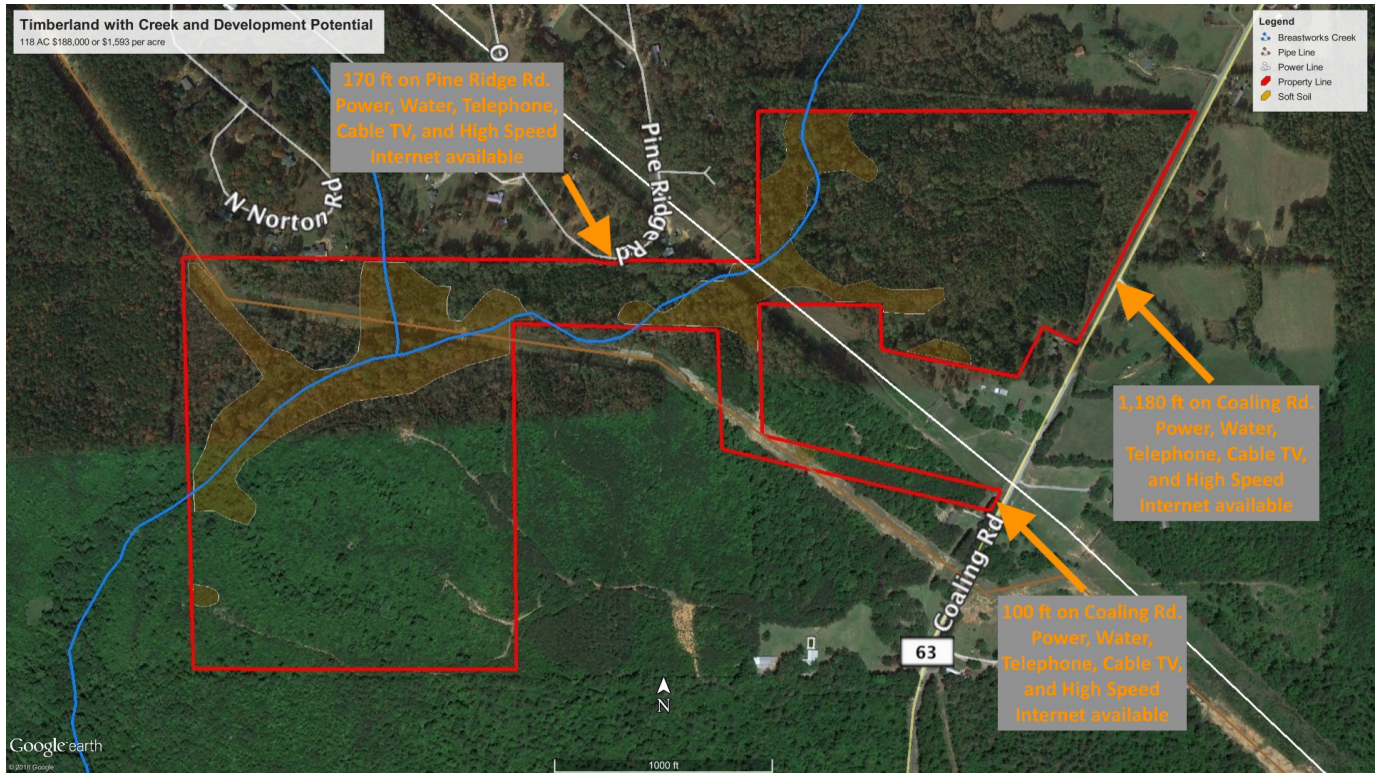 Timberland with Creek and Development Potential
118 AC $188,000 or $1,593 per acre
Legend
Breastworks Creek
Pipe Line
Power Line
Property Line
Soft Soil
170 ft on Pine Ridge Rd.
Power, Water, Telephone,
Cable TV, and High Speed
Internet available
O
Pine Ridge Rd
N Norton Rd
1,180 ft on Coaling Rd.
Power, Water,
Telephone, Cable TV,
and High Speed
Internet available
Coaling Rd
63
100 ft on Coaling Rd.
Power, Water,
Telephone, Cable TV,
and High Speed
Internet available
N
Google earth
© 2018 Google
1000 ft